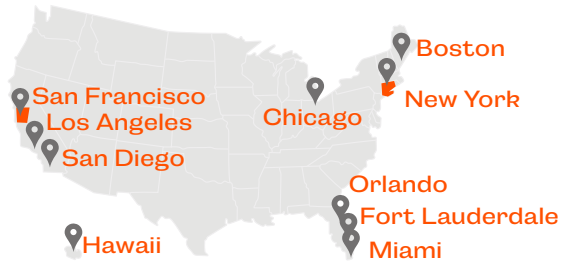 Boston
San Francisco
New York
Los Angeles
Chicago
San Diego
Orlando
Fort Lauderdale
Hawaii
Miami